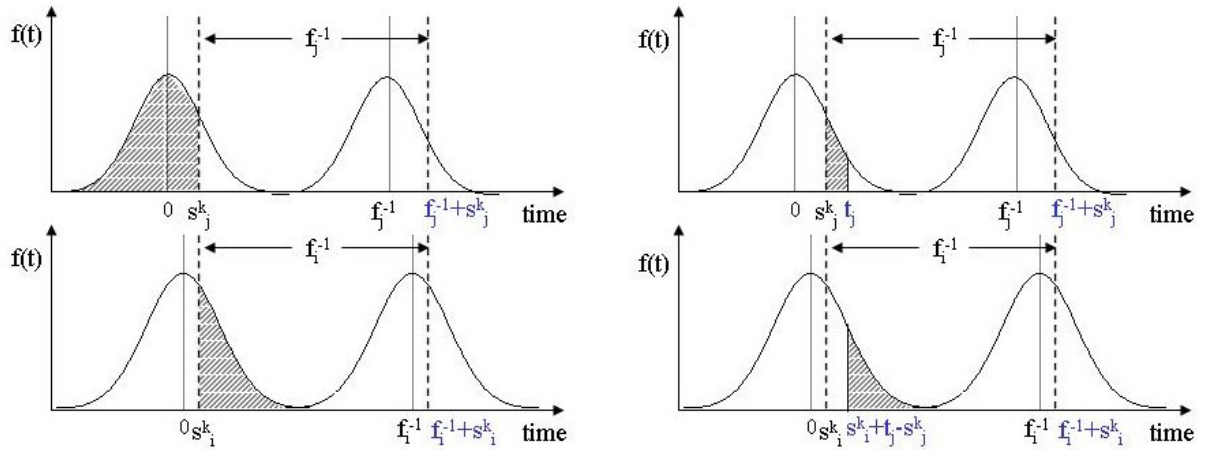 f(t) f_j^-1
0 s^k_j f_j^-1 f_j^-1+s^k_j time
f(t) f_j^-1
0 s^k_j t_j f_j^-1 f_j^-1+s^k_j time
f(t) f_i^-1
0 s^k_i f_i^-1 f_i^-1+s^k_i time
f(t) f_i^-1
0 s^k_i s^k_i+t_j-s^k_j f_i^-1 f_i^-1+s^k_i time